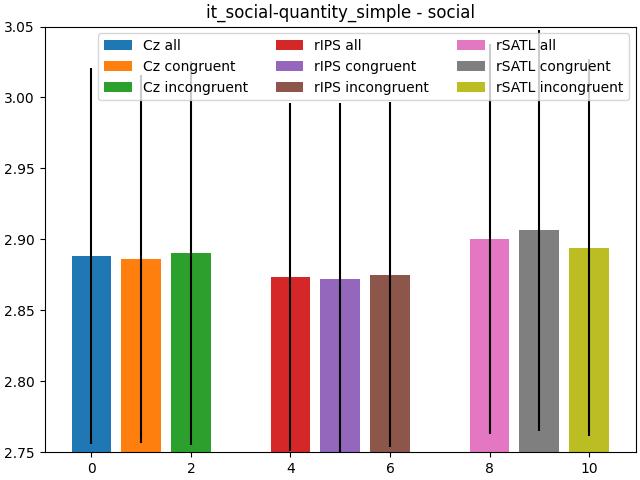 it_social-quantity_simple - social
3.05
3.00
2.95
2.90
2.85
2.80
2.75
Cz all
Cz congruent
Cz incongruent
rIPS all
rIPS congruent
rIPS incongruent
rSATL all
rSATL congruent
rSATL incongruent
0 2 4 6 8 10